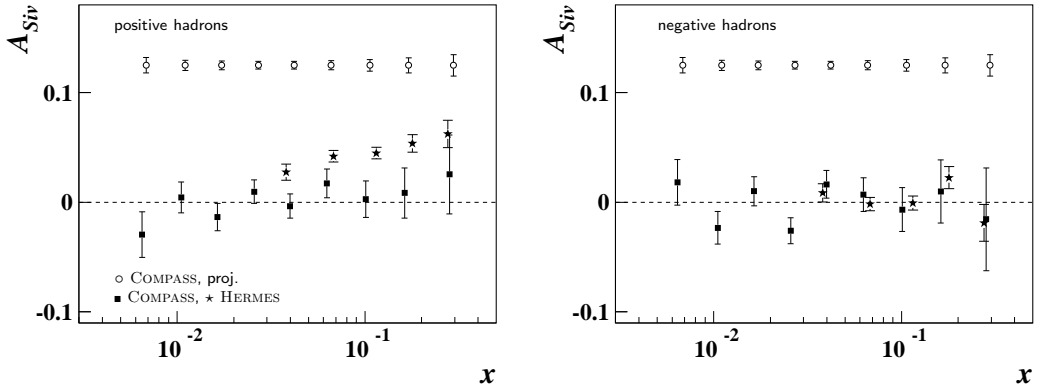 A_Siv
positive hadrons
0.1
0
-0.1
COMPASS, proj.
COMPASS, ★ HERMES
10^-2
10^-1
x
A_Siv
negative hadrons
0.1
0
-0.1
10^-2
10^-1
x